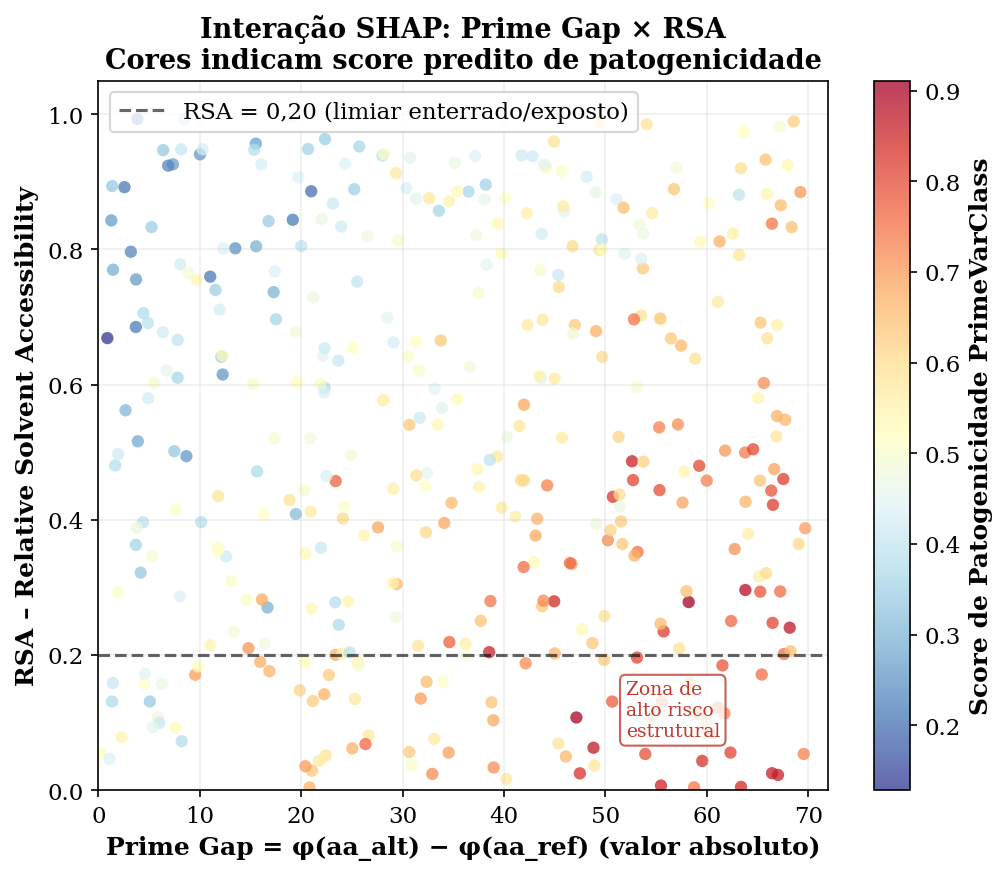 Interação SHAP: Prime Gap × RSA
Cores indicam score predito de patogenicidade
RSA = 0,20 (limiar enterrado/exposto)
RSA – Relative Solvent Accessibility
1.0
0.8
0.6
0.4
0.2
0.0
Zona de
alto risco
estrutural
0
10
20
30
40
50
60
70
Prime Gap = φ(aa_alt) − φ(aa_ref) (valor absoluto)
0.9
0.8
0.7
0.6
0.5
0.4
0.3
0.2
Score de Patogenicidade PrimeVarClass